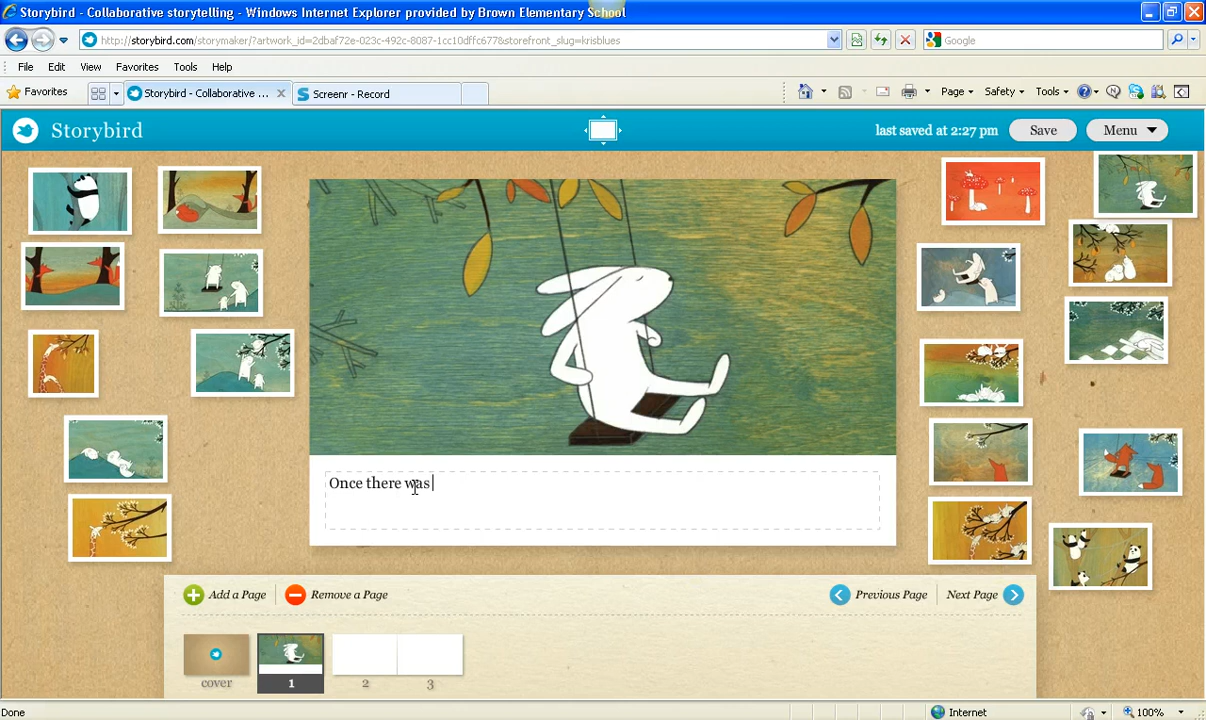 Storybird - Collaborative storytelling - Windows Internet Explorer provided by Brown Elementary School
http://storybird.com/storymaker/?artwork_id=2dbaf72e-023c-492c-8087-1cc10dffc677&storefront_slug=krisblues
Google
File Edit View Favorites Tools Help
Favorites Storybird - Collaborative ... Screenr - Record Page Safety Tools
Storybird last saved at 2:27 pm Save Menu
Once there was
Add a Page Remove a Page Previous Page Next Page
cover 1 2 3
Done Internet 100%